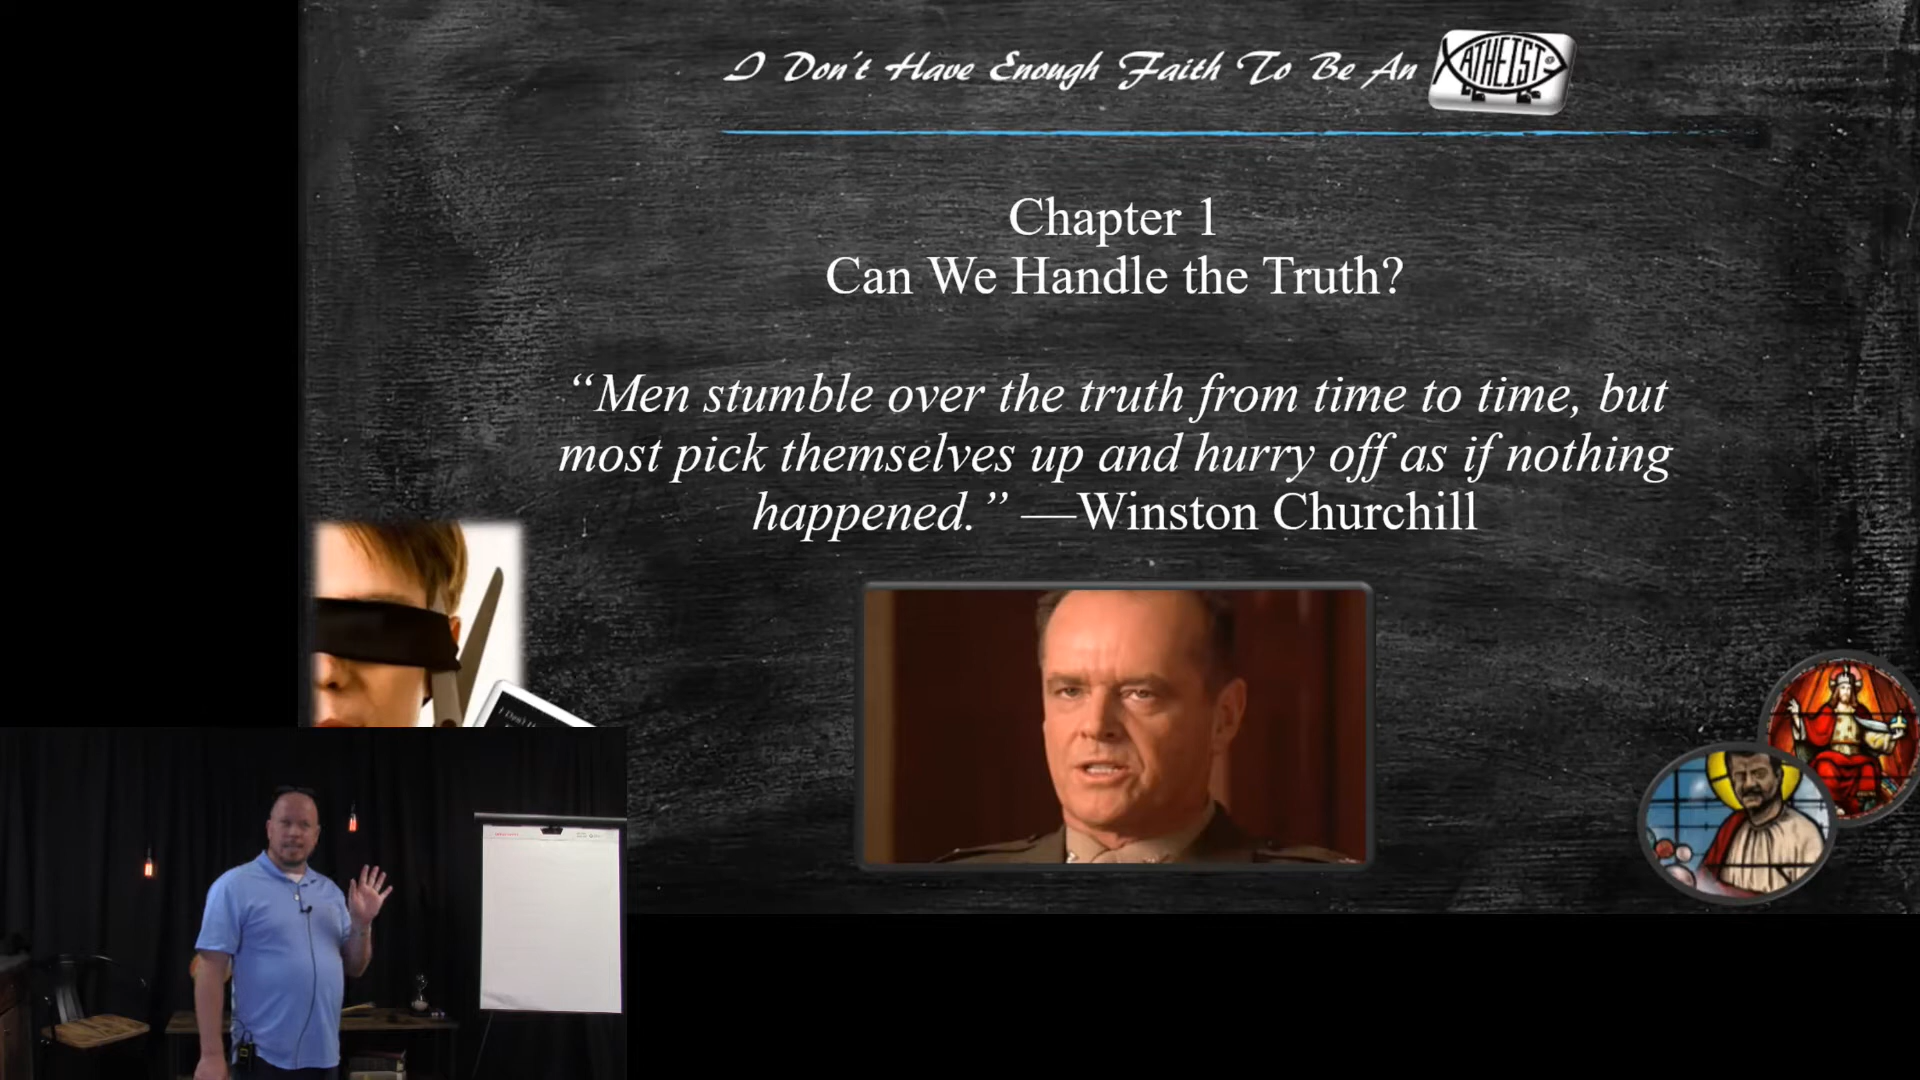 I Don't Have Enough Faith To Be An ATHEIST
Chapter 1
Can We Handle the Truth?
“Men stumble over the truth from time to time, but
most pick themselves up and hurry off as if nothing
happened.” —Winston Churchill